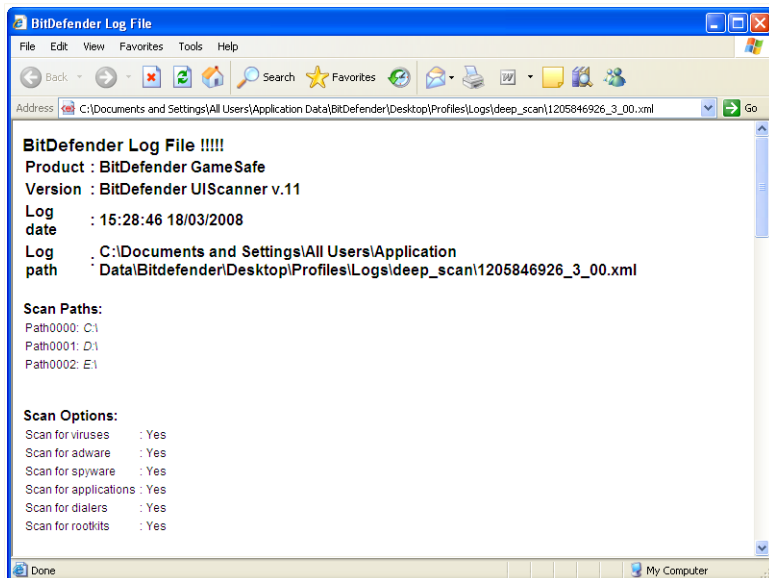 BitDefender Log File
File Edit View Favorites Tools Help
Back Search Favorites
Address C:\Documents and Settings\All Users\Application Data\BitDefender\Desktop\Profiles\Logs\deep_scan\1205846926_3_00.xml Go
BitDefender Log File !!!!!
Product : BitDefender GameSafe
Version : BitDefender UIScanner v.11
Log
date : 15:28:46 18/03/2008
Log path : C:\Documents and Settings\All Users\Application
Data\Bitdefender\Desktop\Profiles\Logs\deep_scan\1205846926_3_00.xml
Scan Paths:
Path0000: C:\
Path0001: D:\
Path0002: E:\
Scan Options:
Scan for viruses : Yes
Scan for adware : Yes
Scan for spyware : Yes
Scan for applications : Yes
Scan for dialers : Yes
Scan for rootkits : Yes
Done My Computer